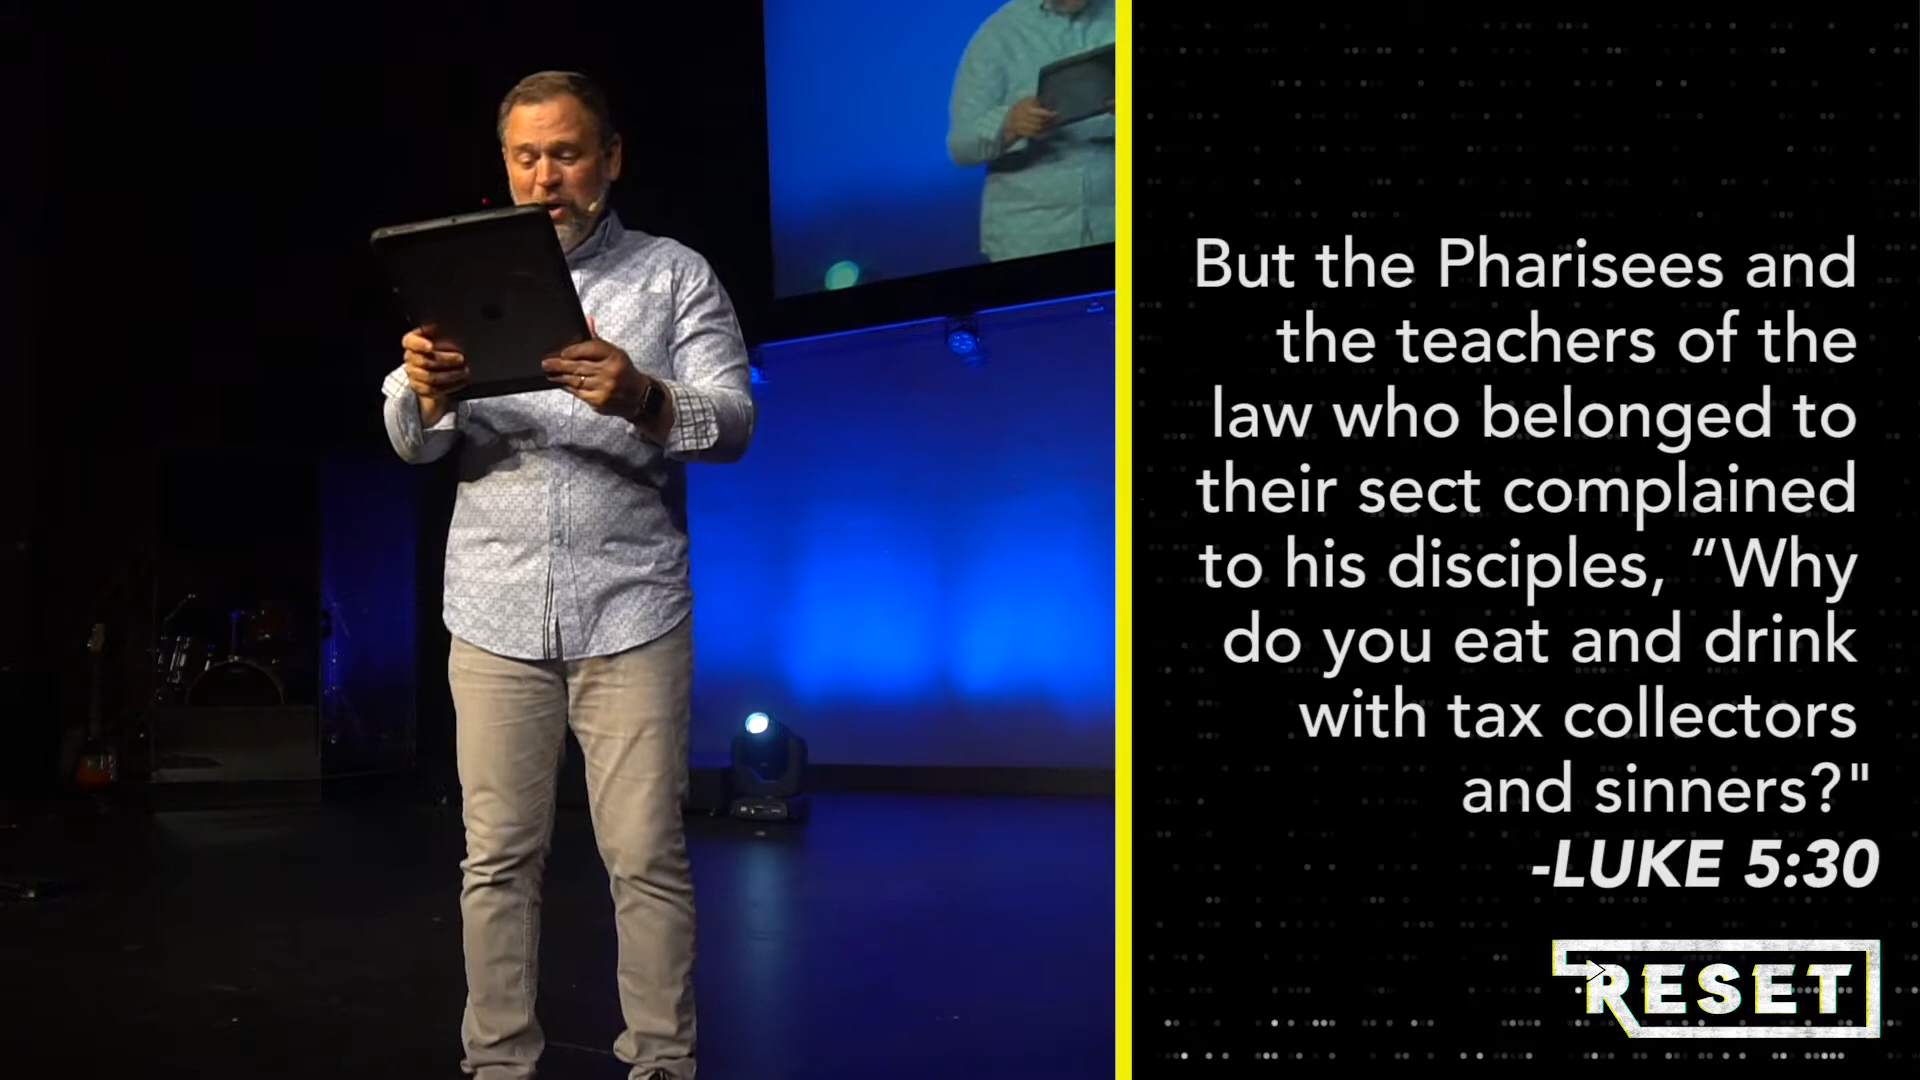 But the Pharisees and
the teachers of the
law who belonged to
their sect complained
to his disciples, “Why
do you eat and drink
with tax collectors
and sinners?"
-LUKE 5:30
RESET